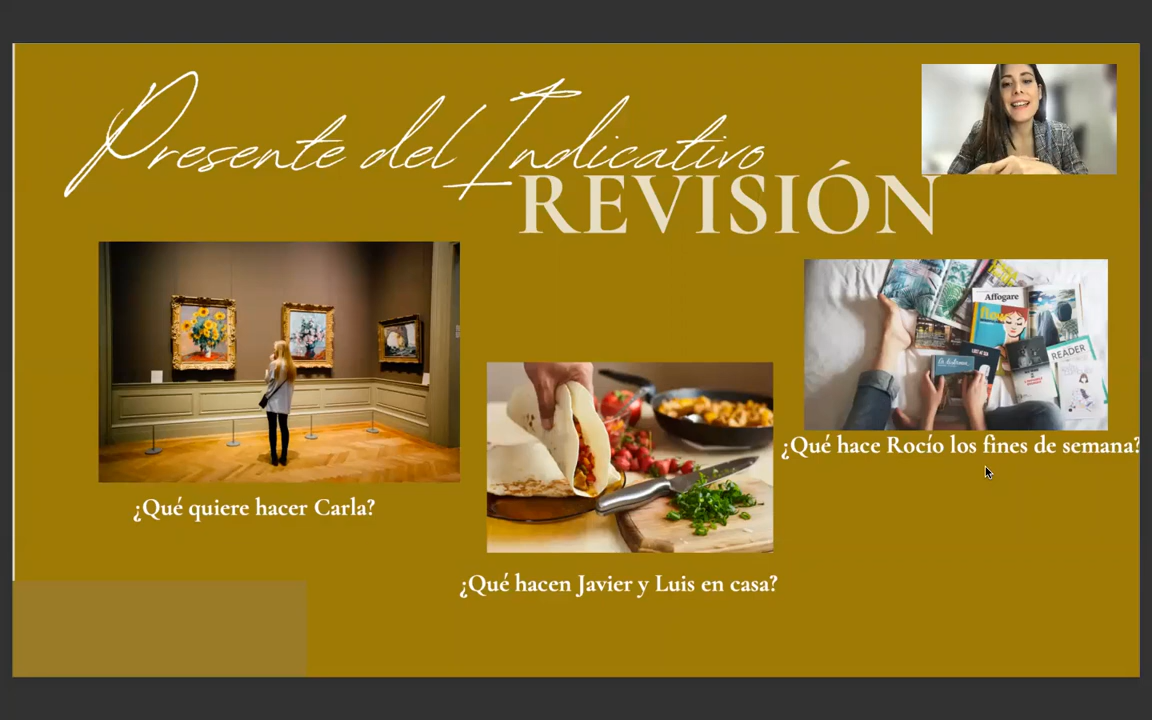 Presente del Indicativo
REVISIÓN
Affogare
READER
¿Qué hace Rocío los fines de semana?
¿Qué quiere hacer Carla?
¿Qué hacen Javier y Luis en casa?